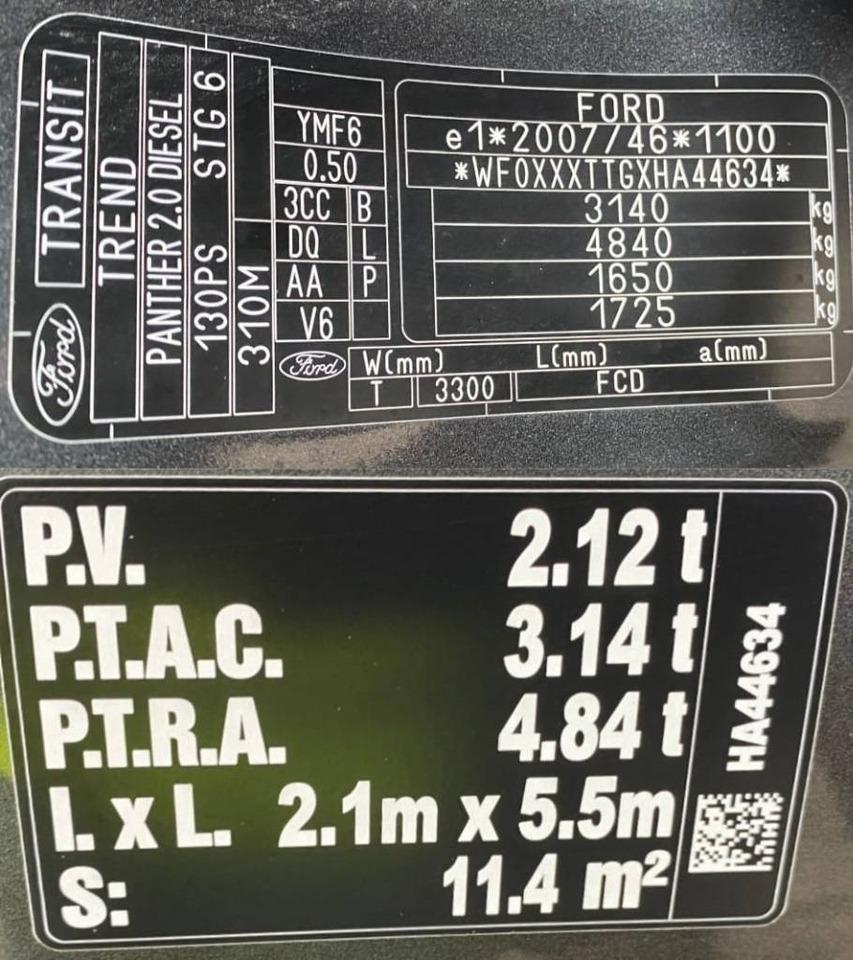 TRANSIT
TREND
PANTHER 2.0 DIESEL
130PS STG 6
310M
Ford
YMF6
0.50
3CC B
DQ L
AA P
V6
FORD
e1*2007/46*1100
*WF0XXXTTGXHA44634*
3140 kg
4840 kg
1650 kg
1725 kg
Ford
W(mm) L(mm) a(mm)
T 3300 FCD
P.V. 2.12 t
P.T.A.C. 3.14 t
P.T.R.A. 4.84 t
l. x L. 2.1m x 5.5m
S: 11.4 m²
HA44634